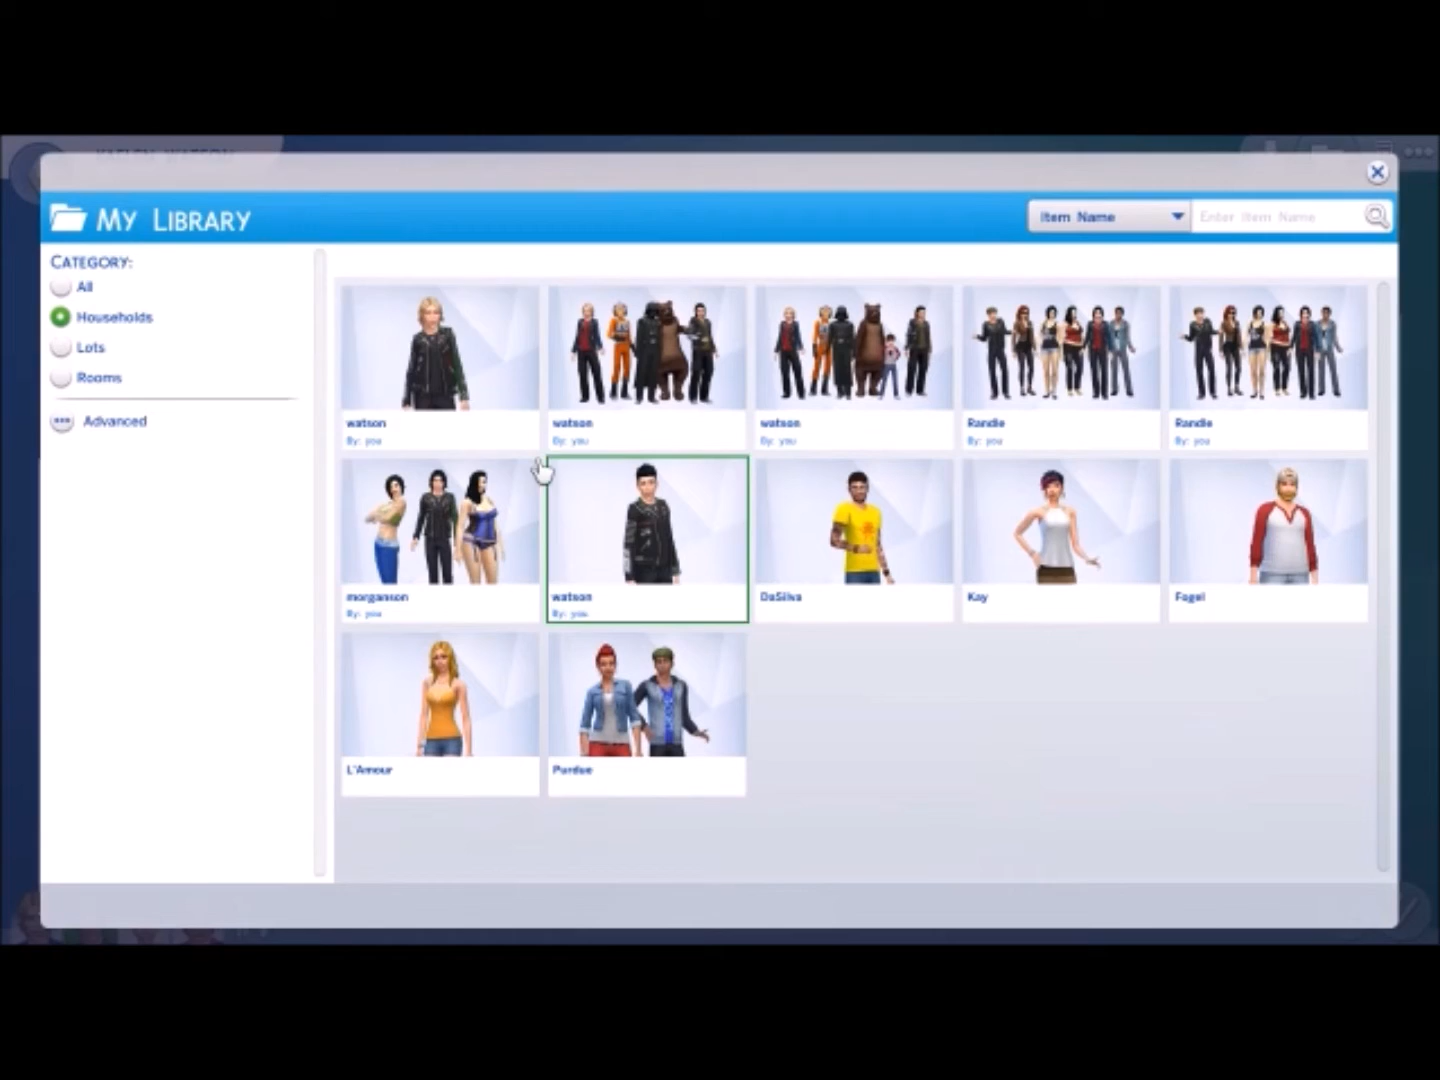 My Library
Item Name
Enter Item Name
Category:
All
Households
Lots
Rooms
Advanced
watson
By: you
watson
By: you
watson
By: you
Randle
By: you
Randle
By: you
morganson
By: you
watson
By: you
DaSilva
Kay
Fogel
L'Amour
Purdue